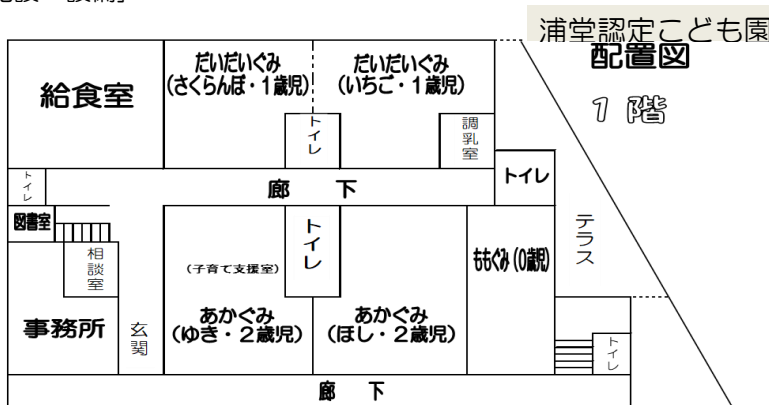 浦堂認定こども園
配置図
1 階
給食室
だいだいぐみ
(さくらんぼ・1歳児)
だいだいぐみ
(いちご・1歳児)
トイレ
調乳室
トイレ
廊 下
トイレ
図書室
相談室
事務所
玄関
(子育て支援室)
あかぐみ
(ゆき・2歳児)
トイレ
あかぐみ
(ほし・2歳児)
ももぐみ(0歳児)
テラス
トイレ
廊 下